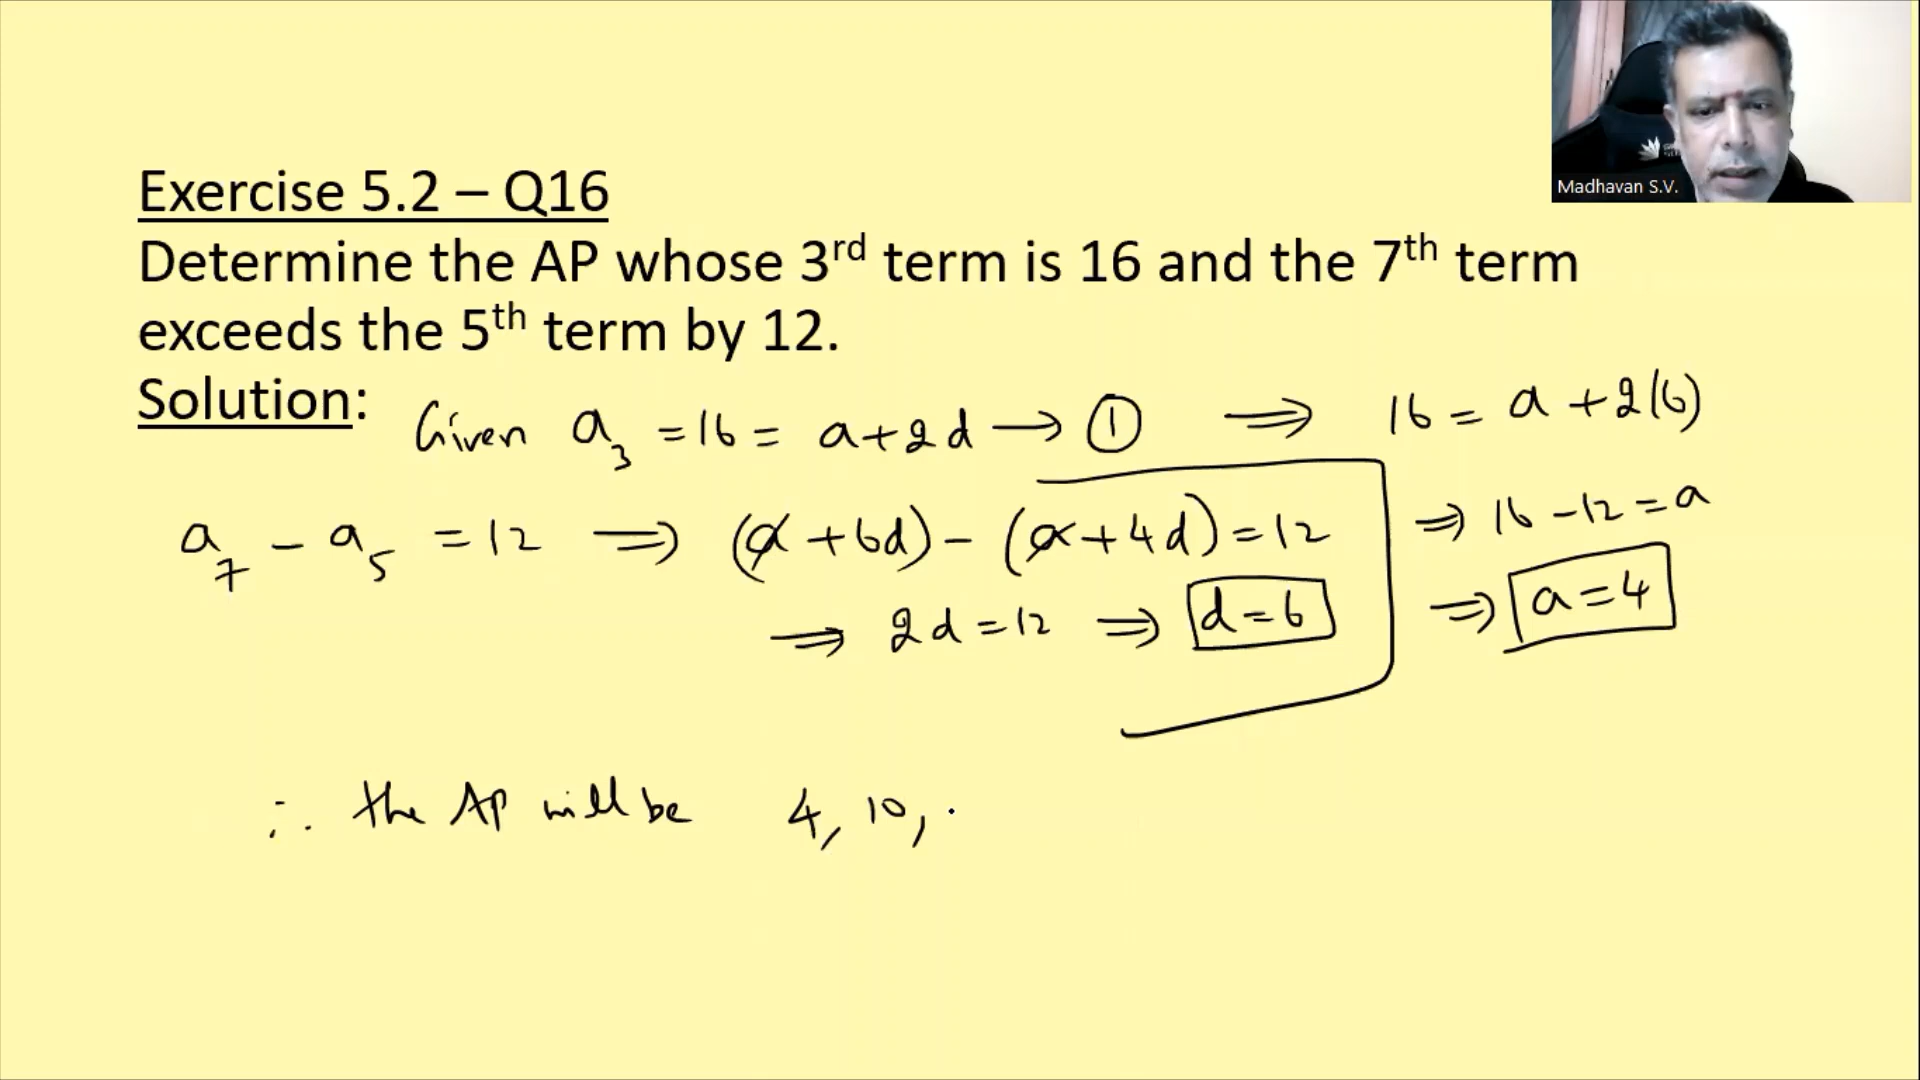 Madhavan S.V.
Exercise 5.2 – Q16
Determine the AP whose 3rd term is 16 and the 7th term
exceeds the 5th term by 12.
Solution:
Given a₃ = 16 = a + 2d → ① ⇒ 16 = a + 2(6)
a₇ − a₅ = 12 ⇒ (a + 6d) − (a + 4d) = 12 ⇒ 16 − 12 = a
⇒ 2d = 12 ⇒ d = 6 ⇒ a = 4
∴ the AP will be 4, 10, .